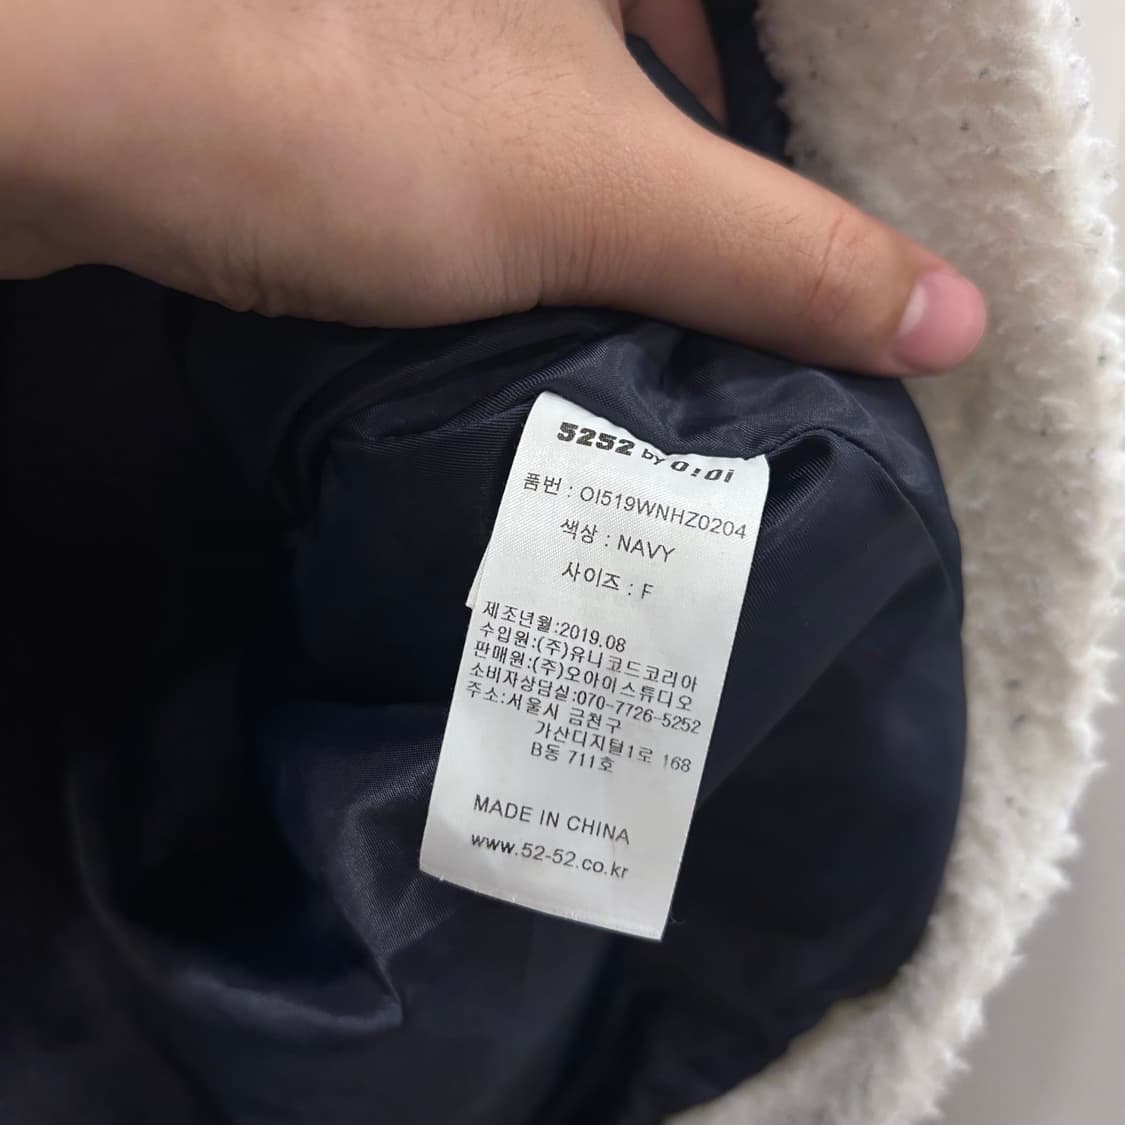 5252 by O!Oi
품번 : OI519WNHZ0204
색상 : NAVY
사이즈 : F
제조년월:2019.08
수입원:(주)유니코드코리아
판매원:(주)오아이스튜디오
소비자상담실:070-7726-5252
주소:서울시 금천구
가산디지털1로 168
B동 711호
MADE IN CHINA
www.52-52.co.kr